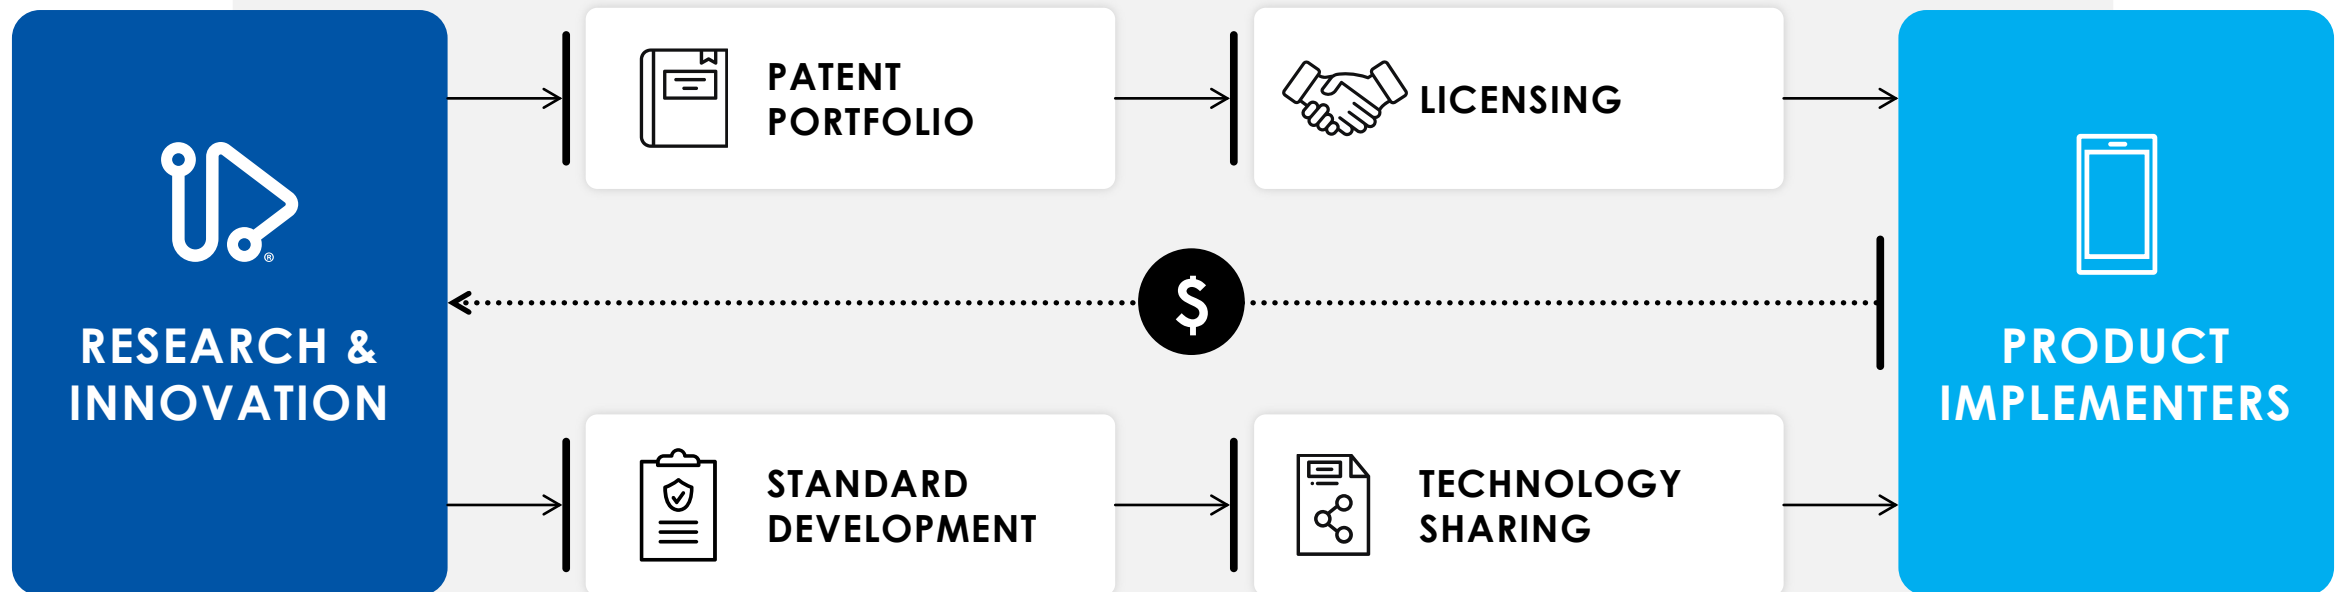 RESEARCH &
INNOVATION
PATENT
PORTFOLIO
LICENSING
$
STANDARD
DEVELOPMENT
TECHNOLOGY
SHARING
PRODUCT
IMPLEMENTERS
®